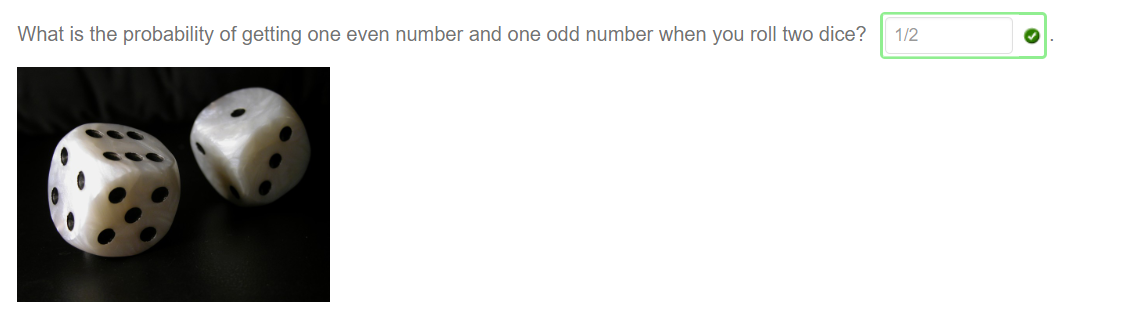 What is the probability of getting one even number and one odd number when you roll two dice? 1/2 .